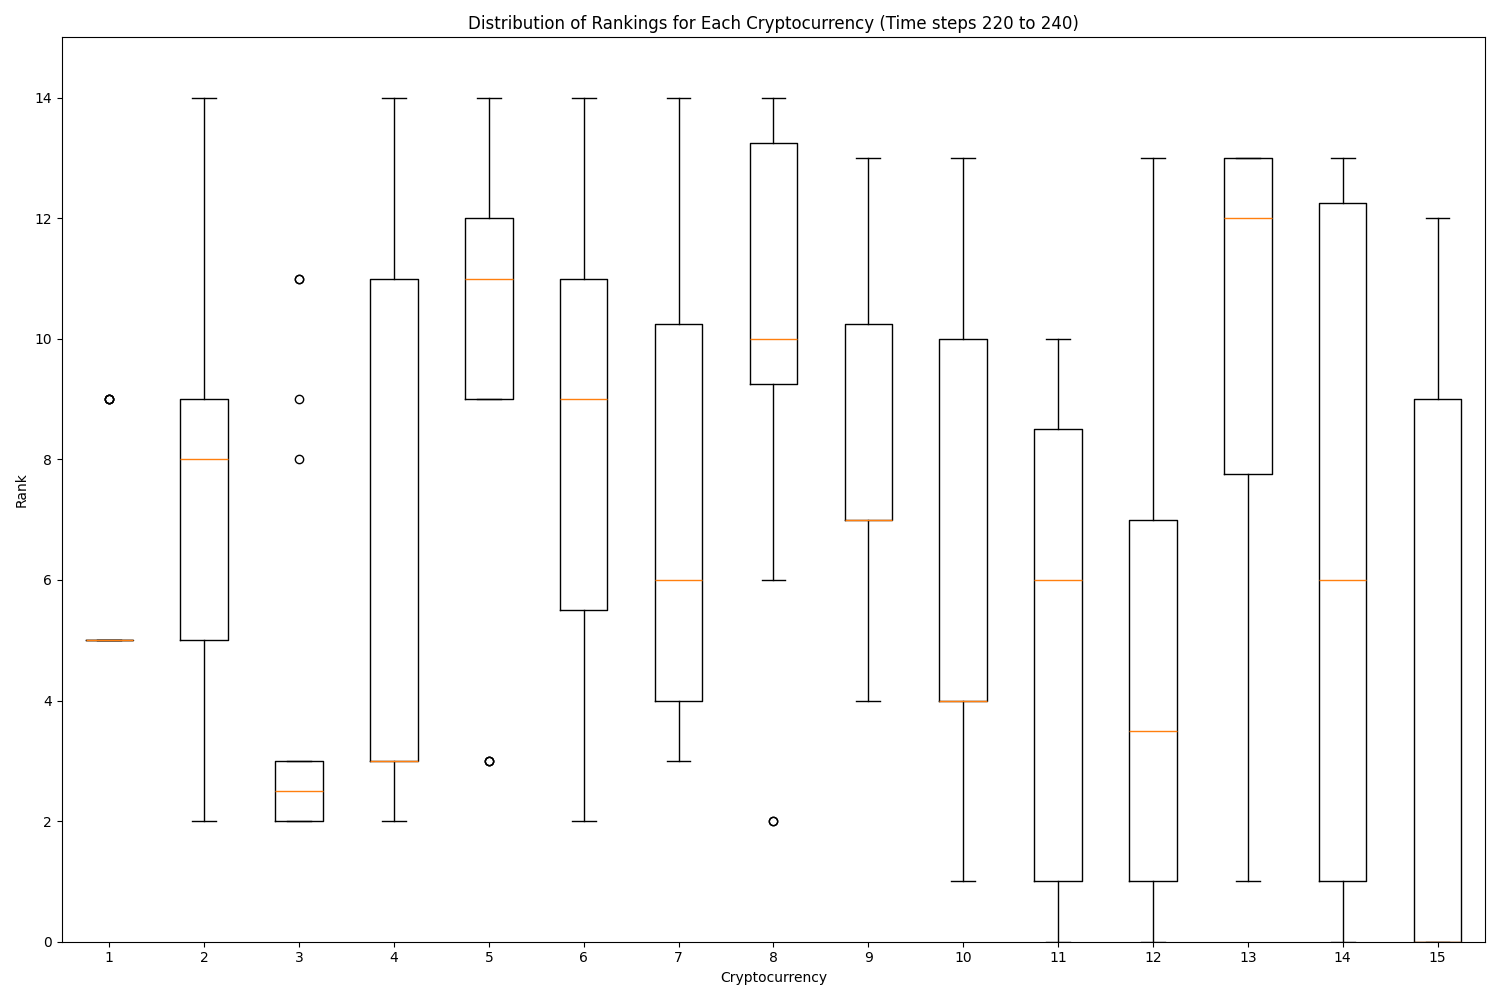 Distribution of Rankings for Each Cryptocurrency (Time steps 220 to 240)
14
12
10
8
6
4
2
0
Rank
1 2 3 4 5 6 7 8 9 10 11 12 13 14 15
Cryptocurrency